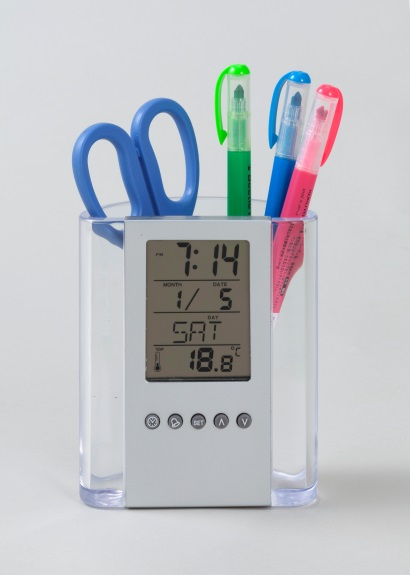 PM 7:14
MONTH DATE
1/ 5
DAY
SAT
TEMP 18.8°C
SET